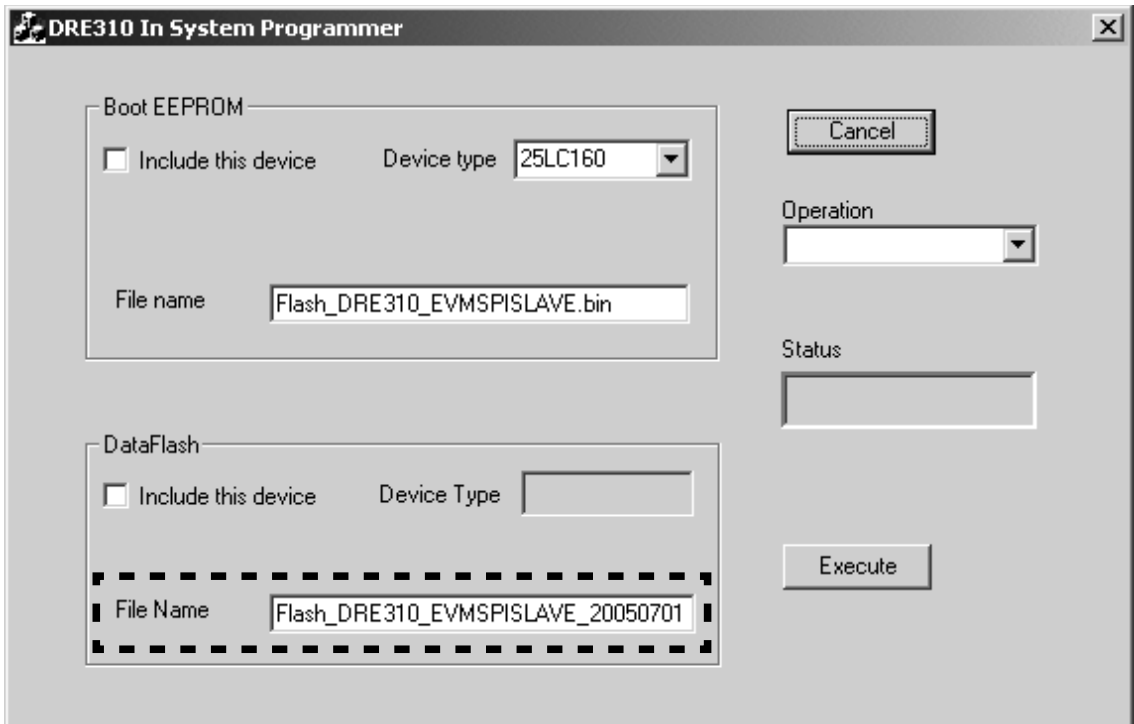 DRE310 In System Programmer
Boot EEPROM
Include this device Device type 25LC160
File name Flash_DRE310_EVMSPISLAVE.bin
DataFlash
Include this device Device Type
File Name Flash_DRE310_EVMSPISLAVE_20050701
Cancel
Operation
Status
Execute